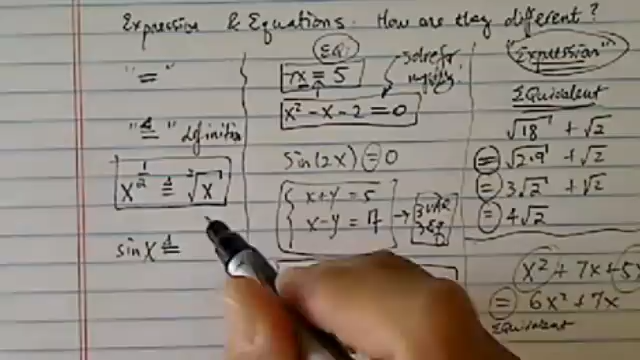 Expressive & Equations. How are they different?
"="
"≜" definition
x^1/2 ≜ ²√x
sin x ≜
EQ
7x = 5
solve for
x² - x - 2 = 0
sin(2x) = 0
x + y = 5
x - y = 17
"Expression"
Equivalent
√18 + √2
= √2·9 + √2
= 3√2 + √2
= 4√2
x² + 7x + 5x
= 6x² + 7x
Equivalent